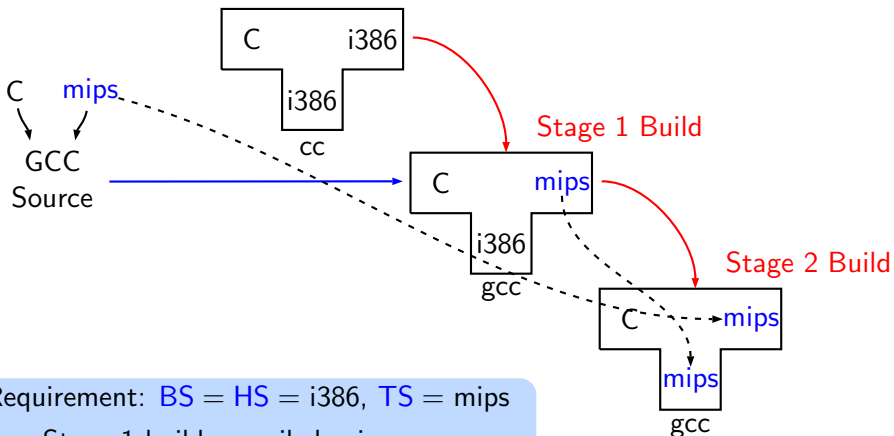 C i386
i386
cc
C mips
GCC
Source
Stage 1 Build
C mips
i386
gcc
Stage 2 Build
C mips
mips
gcc
Requirement: BS = HS = i386, TS = mips